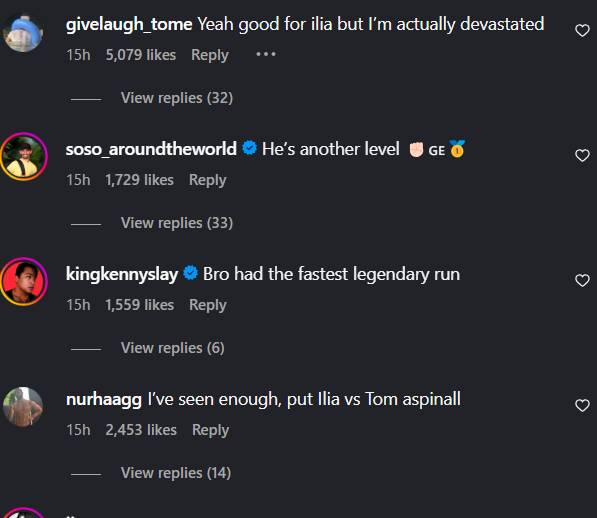 givelaugh_tome Yeah good for ilia but I’m actually devastated
15h 5,079 likes Reply •••
View replies (32)
soso_aroundtheworld He’s another level ✊🏻 GE 🥇
15h 1,729 likes Reply
View replies (33)
kingkennyslay Bro had the fastest legendary run
15h 1,559 likes Reply
View replies (6)
nurhaagg I’ve seen enough, put Ilia vs Tom aspinall
15h 2,453 likes Reply
View replies (14)